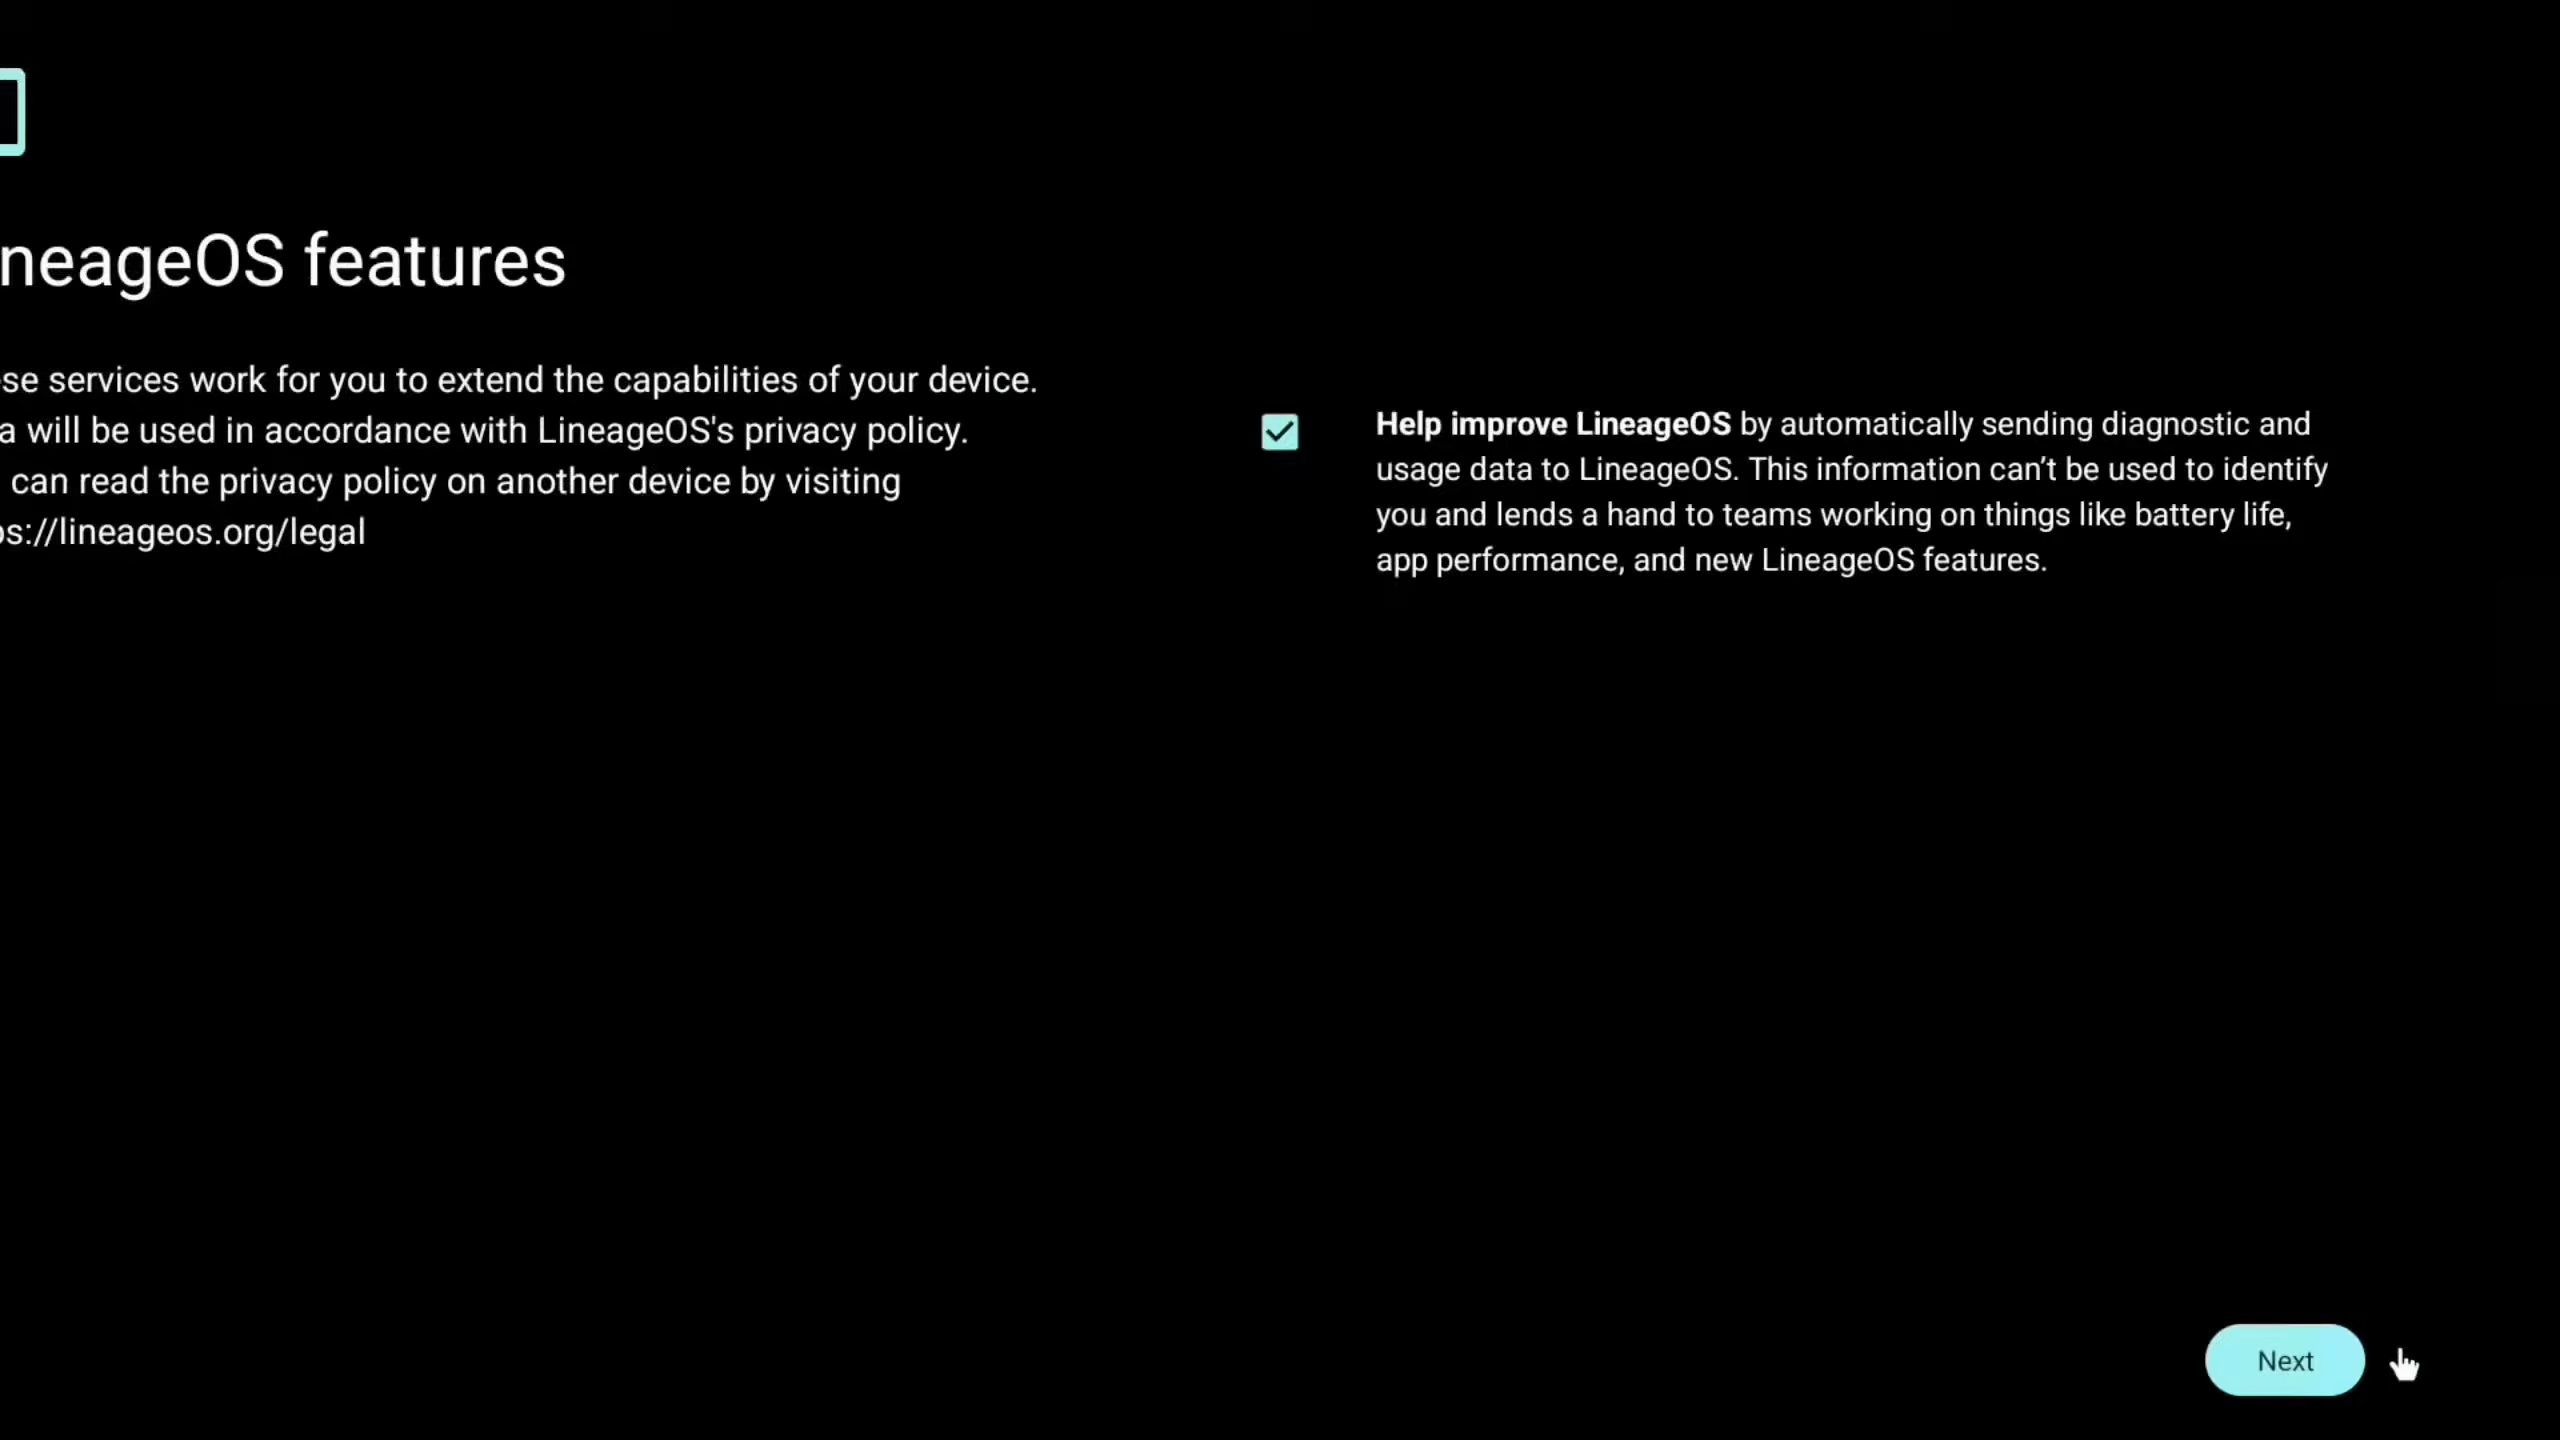 neageOS features
se services work for you to extend the capabilities of your device.
a will be used in accordance with LineageOS's privacy policy.
can read the privacy policy on another device by visiting
ps://lineageos.org/legal
Help improve LineageOS by automatically sending diagnostic and
usage data to LineageOS. This information can’t be used to identify
you and lends a hand to teams working on things like battery life,
app performance, and new LineageOS features.
Next